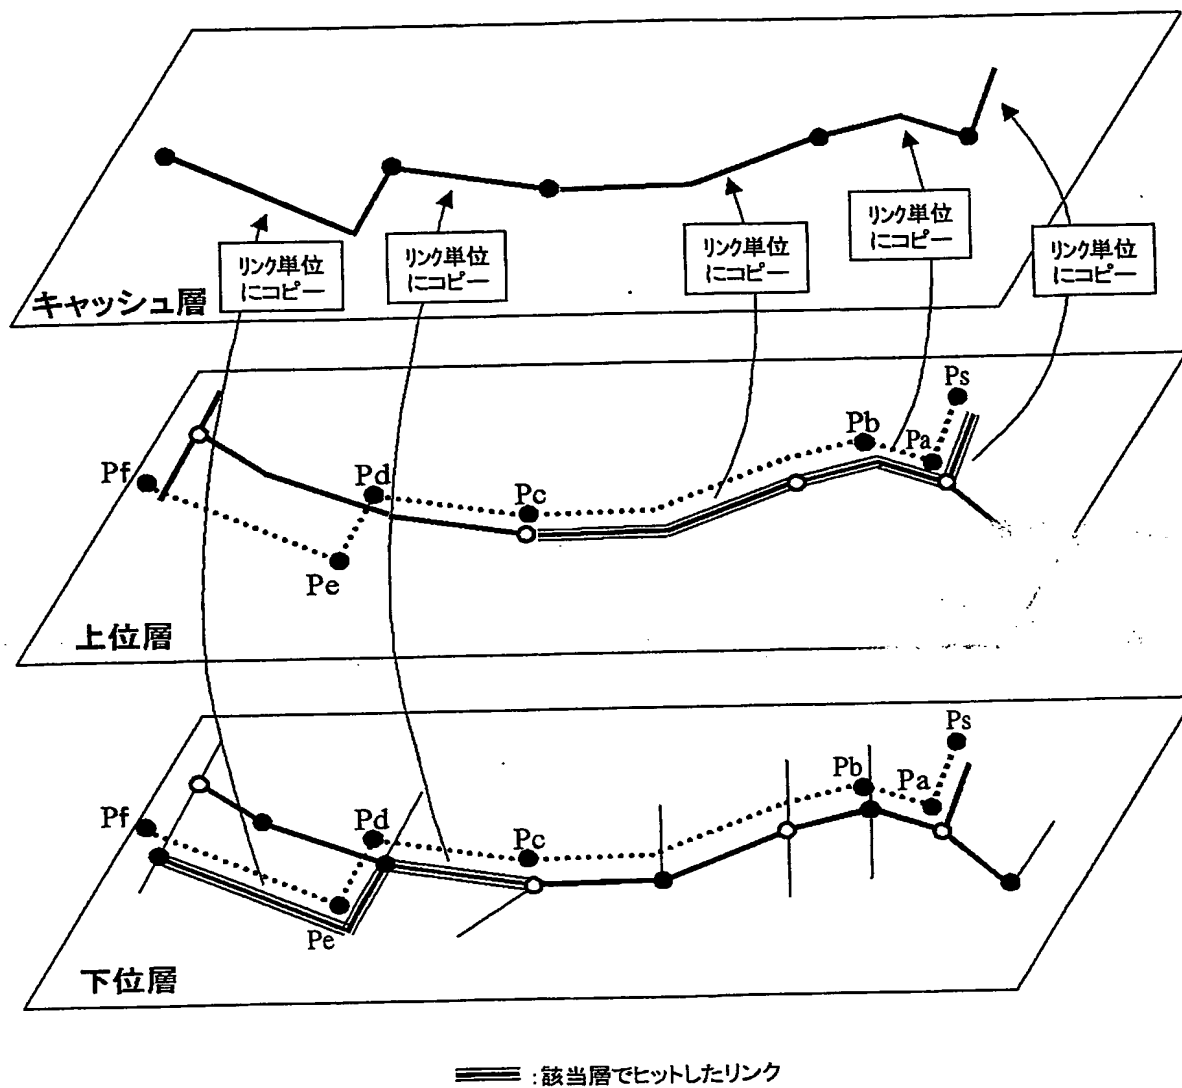 リンク単位
にコピー
リンク単位
にコピー
リンク単位
にコピー
リンク単位
にコピー
リンク単位
にコピー
キャッシュ層
Ps
Pb
Pa
Pf
Pd
Pc
Pe
上位層
Ps
Pb
Pa
Pf
Pd
Pc
Pe
下位層
:該当層でヒットしたリンク